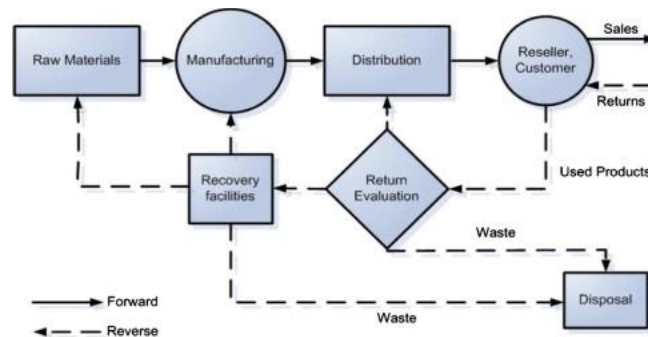 Raw Materials
Manufacturing
Distribution
Reseller,
Customer
Sales
Returns
Used Products
Recovery
facilities
Return
Evaluation
Waste
Disposal
Waste
Forward
Reverse